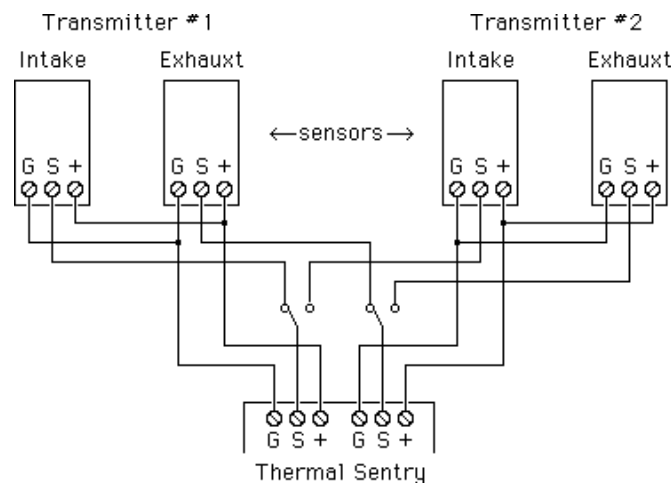 Transmitter #1
Transmitter #2
Intake Exhauxt
Intake Exhauxt
←sensors→
G S +
G S +
G S +
G S +
G S +
G S +
Thermal Sentry